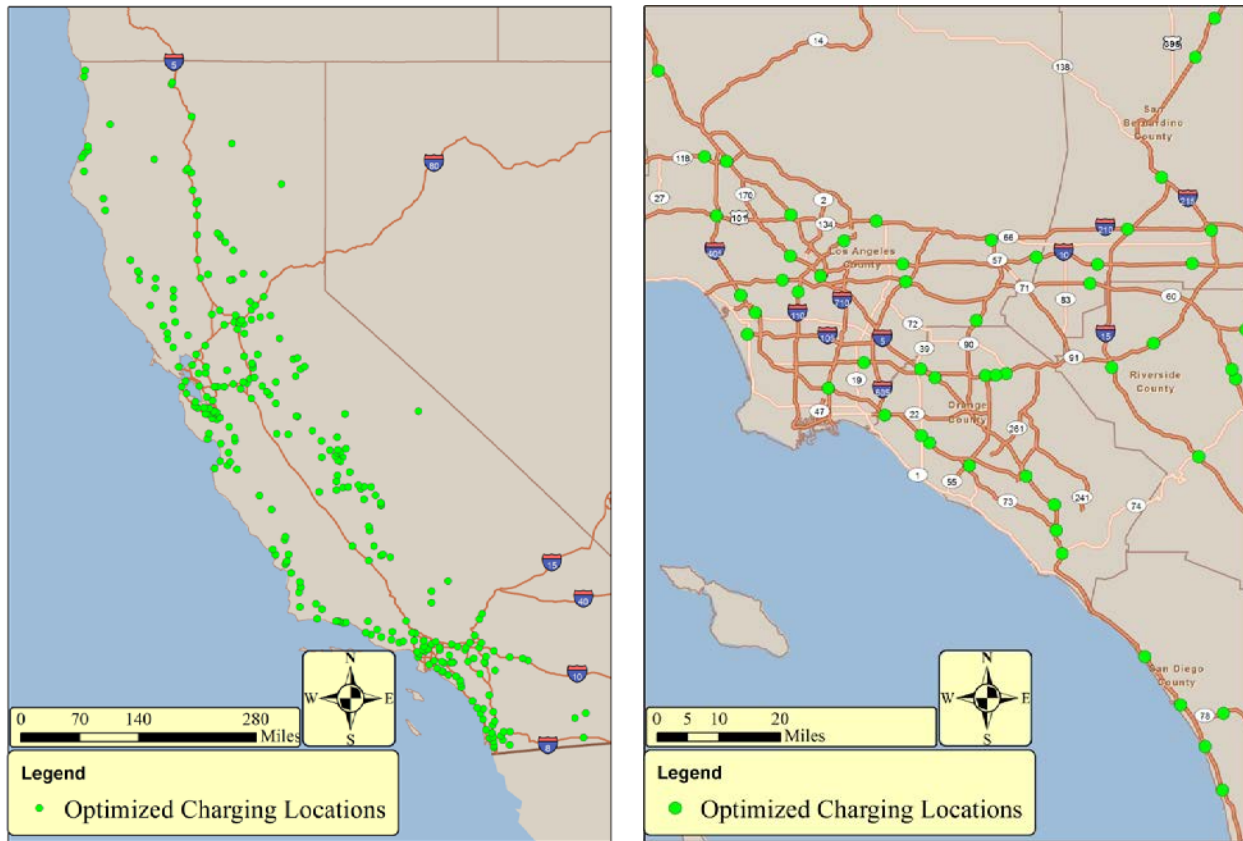 5
80
15
40
10
8
N
W
E
S
0
70
140
280
Miles
Legend
Optimized Charging Locations
14
395
138
San
Bernardino
County
118
27
170
2
101
134
210
215
405
Los Angeles
County
66
10
57
71
83
60
710
110
105
5
72
39
90
91
15
Riverside
County
19
605
47
22
Orange
County
261
1
55
73
241
74
San Diego
County
78
N
W
E
S
0
5
10
20
Miles
Legend
Optimized Charging Locations